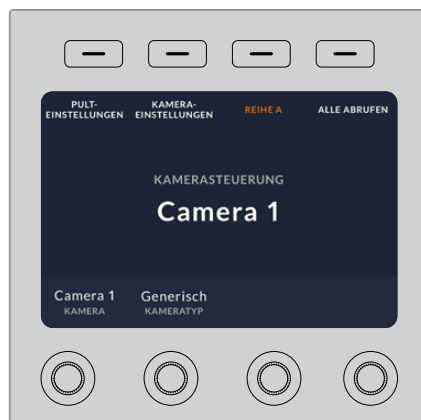 PULT-
EINSTELLUNGEN
KAMERA-
EINSTELLUNGEN
REIHE A
ALLE ABRUFEN
KAMERASTEUERUNG
Camera 1
Camera 1
KAMERA
Generisch
KAMERATYP